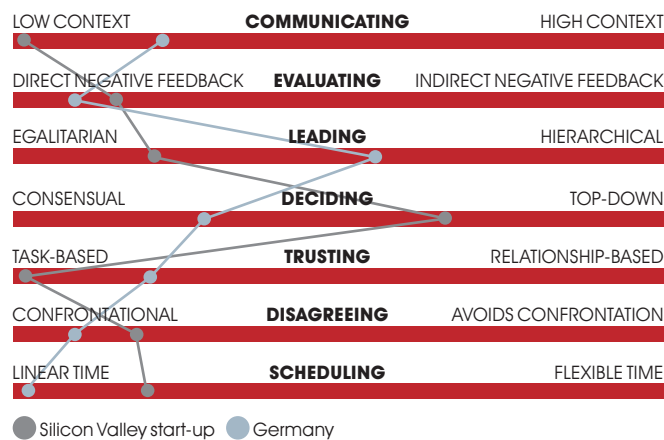 LOW CONTEXT COMMUNICATING HIGH CONTEXT
DIRECT NEGATIVE FEEDBACK EVALUATING INDIRECT NEGATIVE FEEDBACK
EGALITARIAN LEADING HIERARCHICAL
CONSENSUAL DECIDING TOP-DOWN
TASK-BASED TRUSTING RELATIONSHIP-BASED
CONFRONTATIONAL DISAGREEING AVOIDS CONFRONTATION
LINEAR TIME SCHEDULING FLEXIBLE TIME
Silicon Valley start-up Germany